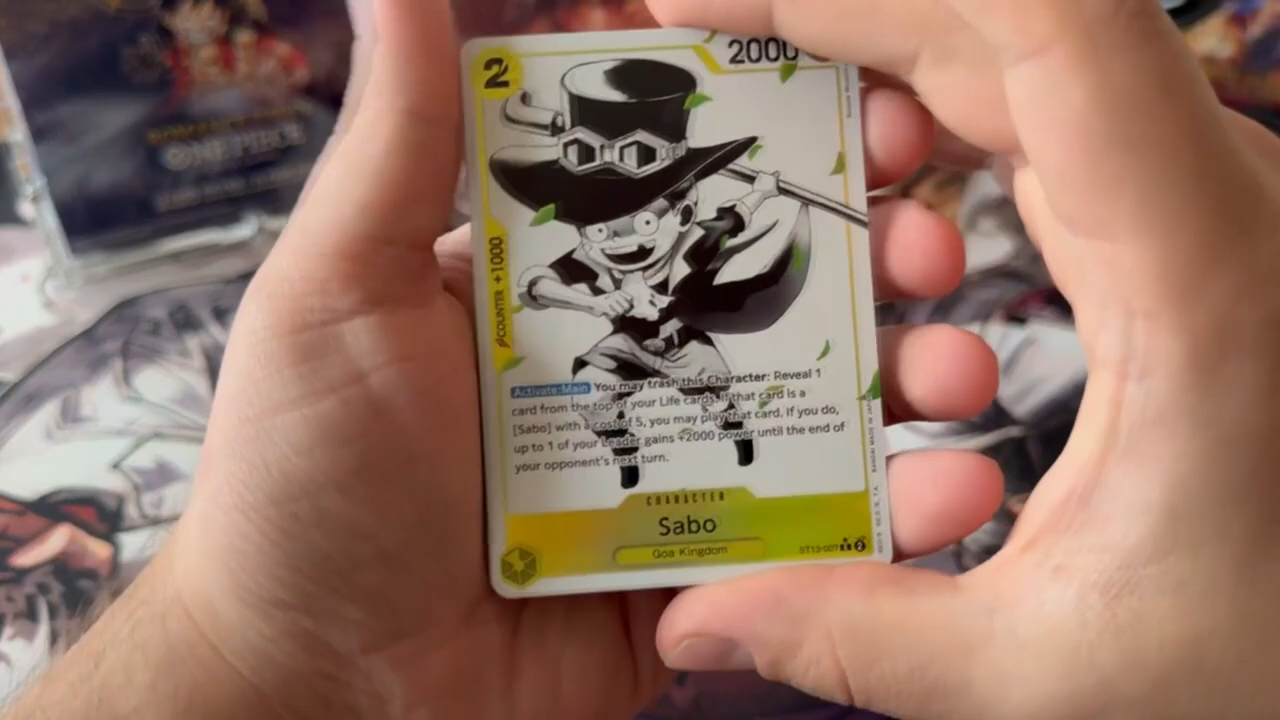 2
2000
COUNTER +1000
Activate:Main You may trash this Character: Reveal 1
card from the top of your Life cards. If that card is a
[Sabo] with a cost of 5, you may play that card. If you do,
up to 1 of your Leader gains +2000 power until the end of
your opponent's next turn.
CHARACTER
Sabo
Goa Kingdom
ST13-007
2
ONE PIECE